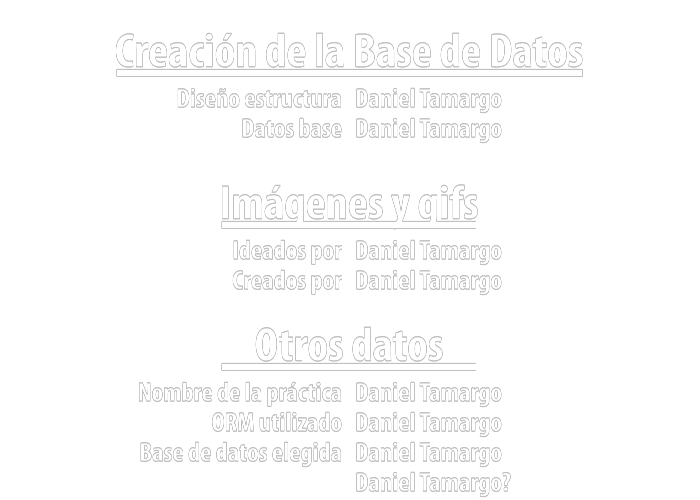 Creación de la Base de Datos
Diseño estructura Daniel Tamargo
Datos base Daniel Tamargo
Imágenes y gifs
Ideados por Daniel Tamargo
Creados por Daniel Tamargo
Otros datos
Nombre de la práctica Daniel Tamargo
ORM utilizado Daniel Tamargo
Base de datos elegida Daniel Tamargo
Daniel Tamargo?